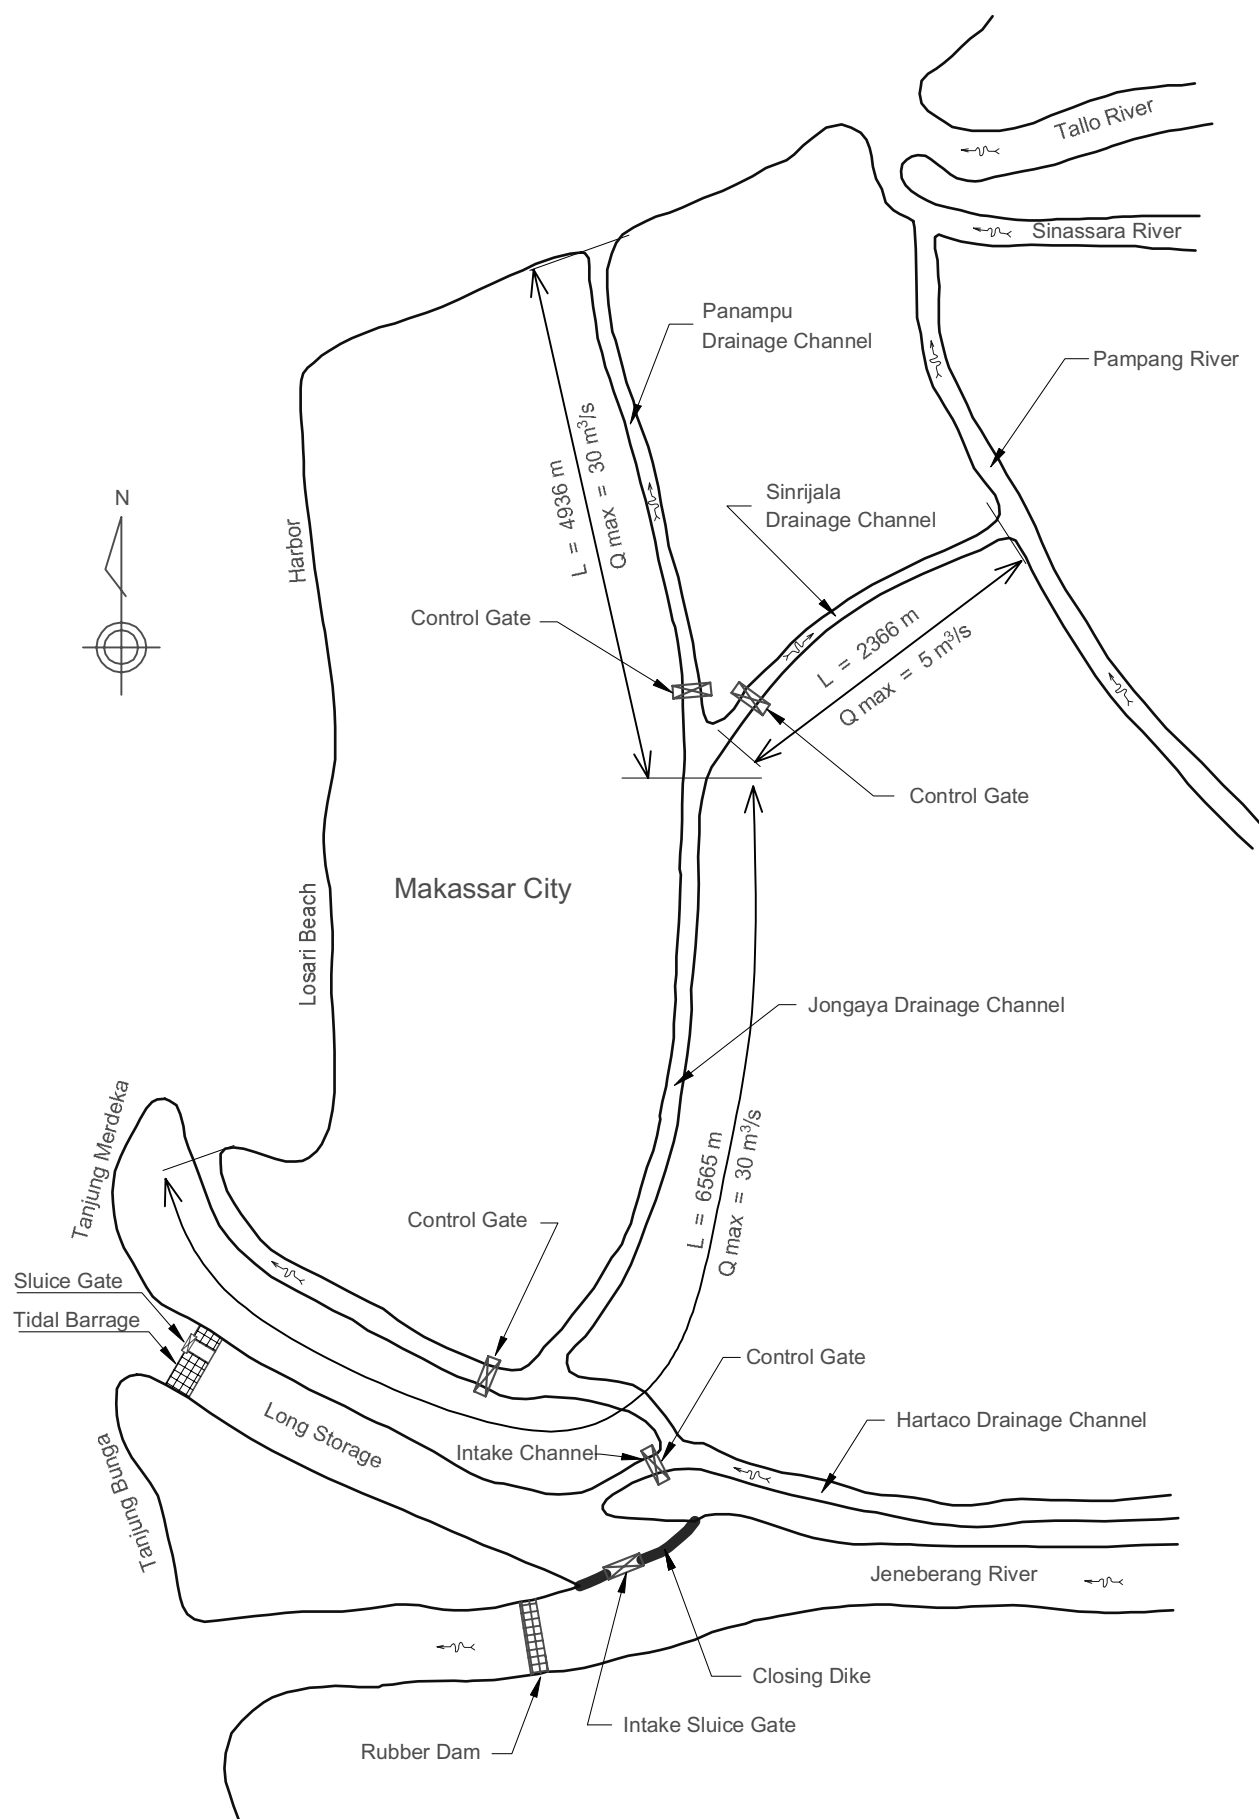 Tallo River
Sinassara River
Panampu
Drainage Channel
Pampang River
L = 4936 m
Q max = 30 m³/s
N
Sinrijala
Drainage Channel
Harbor
Control Gate
L = 2366 m
Q max = 5 m³/s
Control Gate
Makassar City
Losari Beach
Jongaya Drainage Channel
Tanjung Merdeka
L = 6565 m
Q max = 30 m³/s
Control Gate
Sluice Gate
Tidal Barrage
Control Gate
Long Storage
Hartaco Drainage Channel
Intake Channel
Tanjung Bunga
Jeneberang River
Closing Dike
Intake Sluice Gate
Rubber Dam